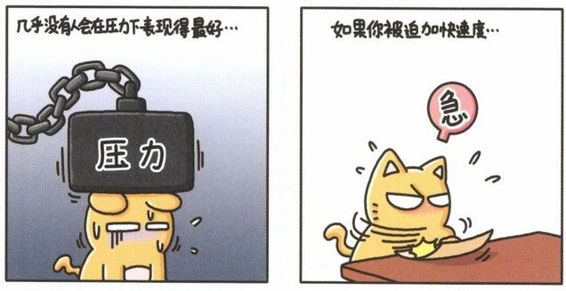 几乎没有人会在压力下表现得最好…
压力
如果你被迫加快速度…
急